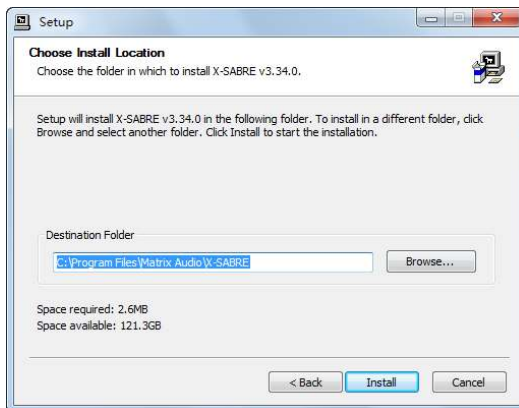 Setup
Choose Install Location
Choose the folder in which to install X-SABRE v3.34.0.
Setup will install X-SABRE v3.34.0 in the following folder. To install in a different folder, click
Browse and select another folder. Click Install to start the installation.
Destination Folder
C:\Program Files\Matrix Audio\X-SABRE
Browse...
Space required: 2.6MB
Space available: 121.3GB
< Back
Install
Cancel